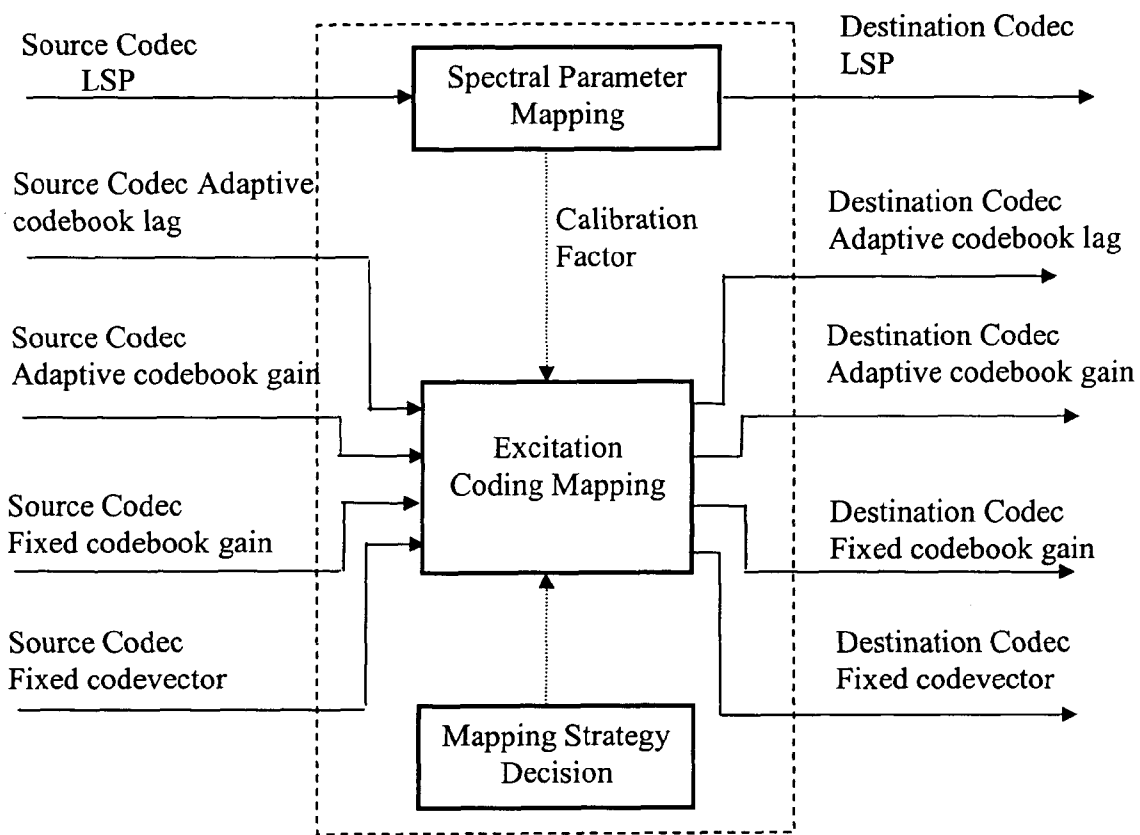 Source Codec
LSP
Spectral Parameter
Mapping
Destination Codec
LSP
Source Codec Adaptive
codebook lag
Calibration
Factor
Destination Codec
Adaptive codebook lag
Source Codec
Adaptive codebook gain
Destination Codec
Adaptive codebook gain
Excitation
Coding Mapping
Source Codec
Fixed codebook gain
Destination Codec
Fixed codebook gain
Source Codec
Fixed codevector
Destination Codec
Fixed codevector
Mapping Strategy
Decision